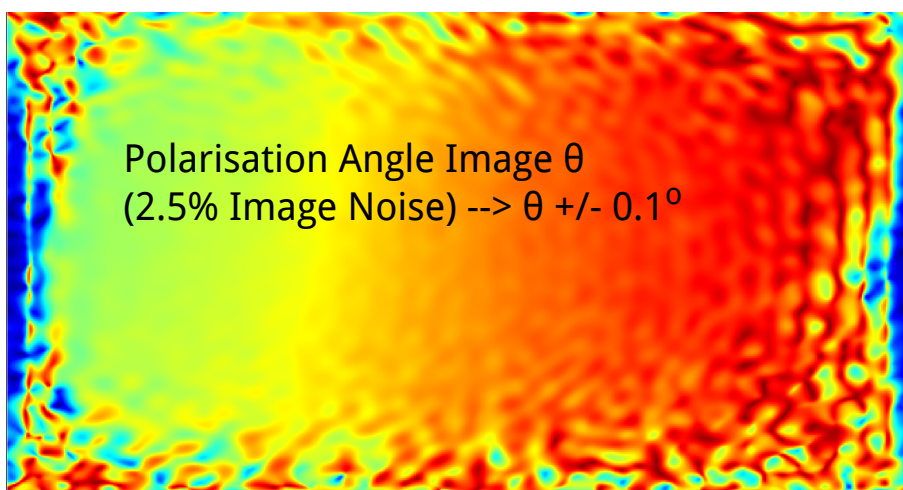 Polarisation Angle Image θ
(2.5% Image Noise) --> θ +/- 0.1º